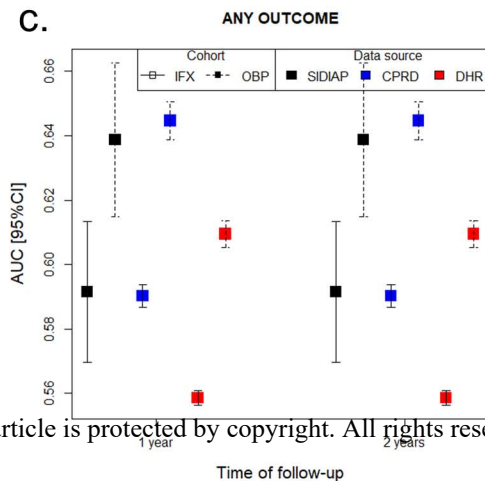 C.
ANY OUTCOME
Cohort
IFX
OBP
Data source
SIDIAP
CPRD
DHR
AUC [95%CI]
0.66
0.64
0.62
0.60
0.58
0.56
article is protected by copyright. All rights rese
1 year
2 years
Time of follow-up